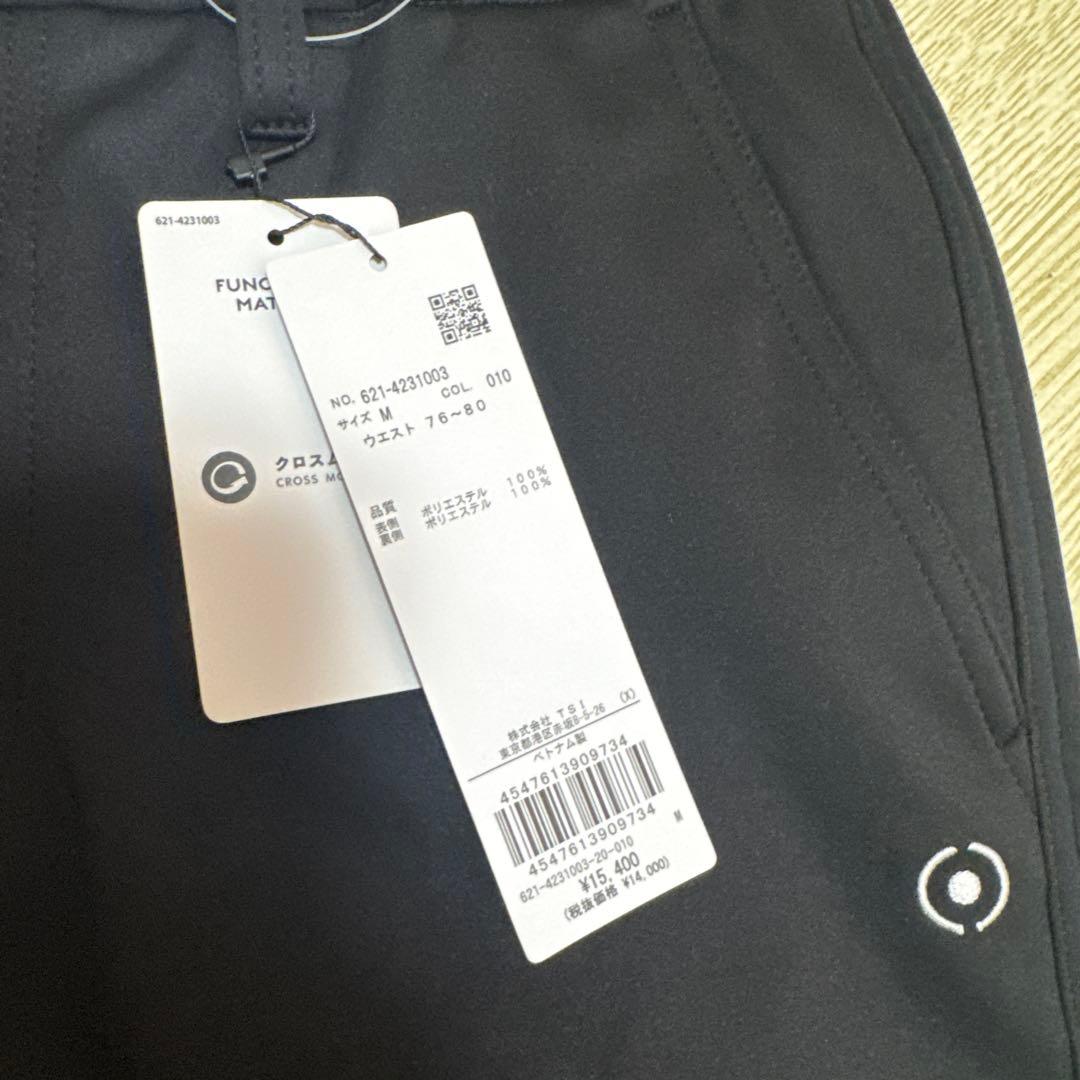 621-4231003
FUNC
MAT
クロスム
CROSS MO
NO. 621-4231003
サイズ M COL. 010
ウエスト 76~80
品質
表側 ポリエステル 100%
裏側 ポリエステル 100%
株式会社 TSI (X)
東京都港区赤坂8-5-26
ベトナム製
4547613909734
4547613909734 M
621-4231003-20-010
¥15,400
(税抜価格 ¥14,000)